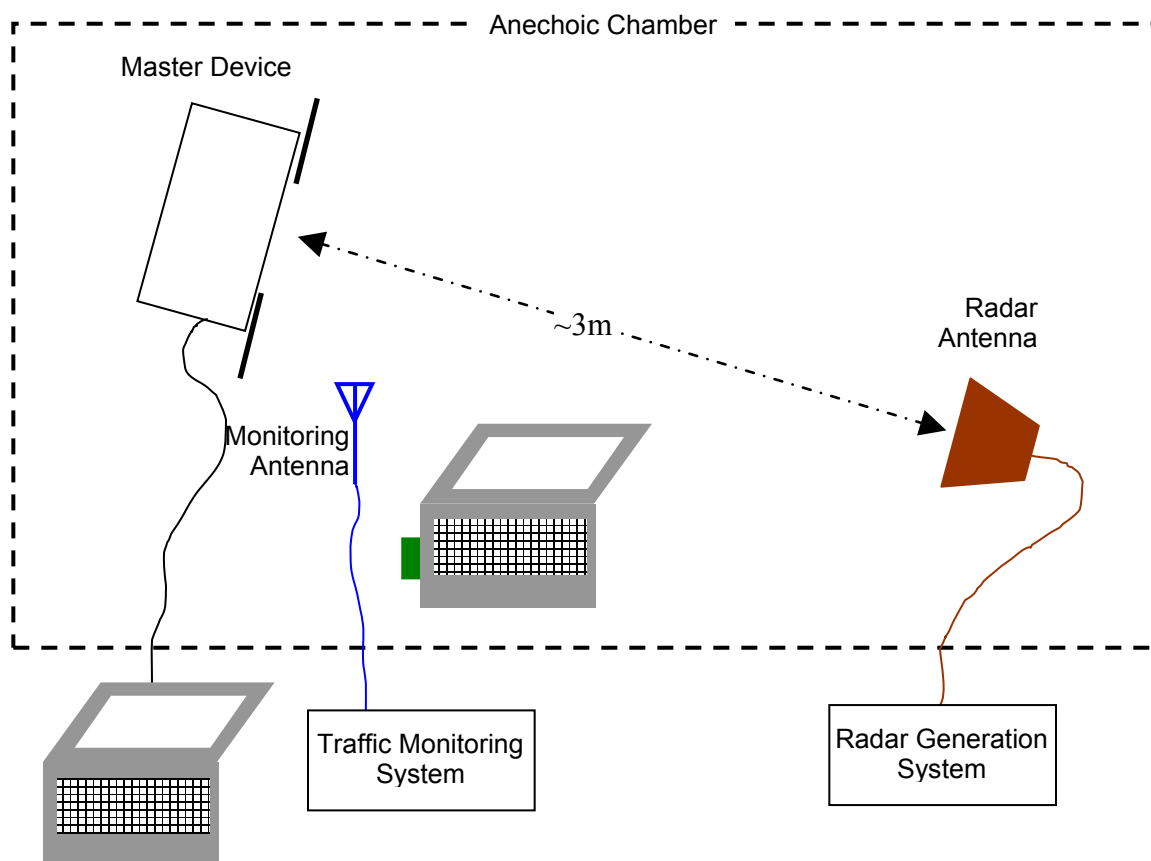 Anechoic Chamber
Master Device
~3m
Radar
Antenna
Monitoring
Antenna
Traffic Monitoring
System
Radar Generation
System